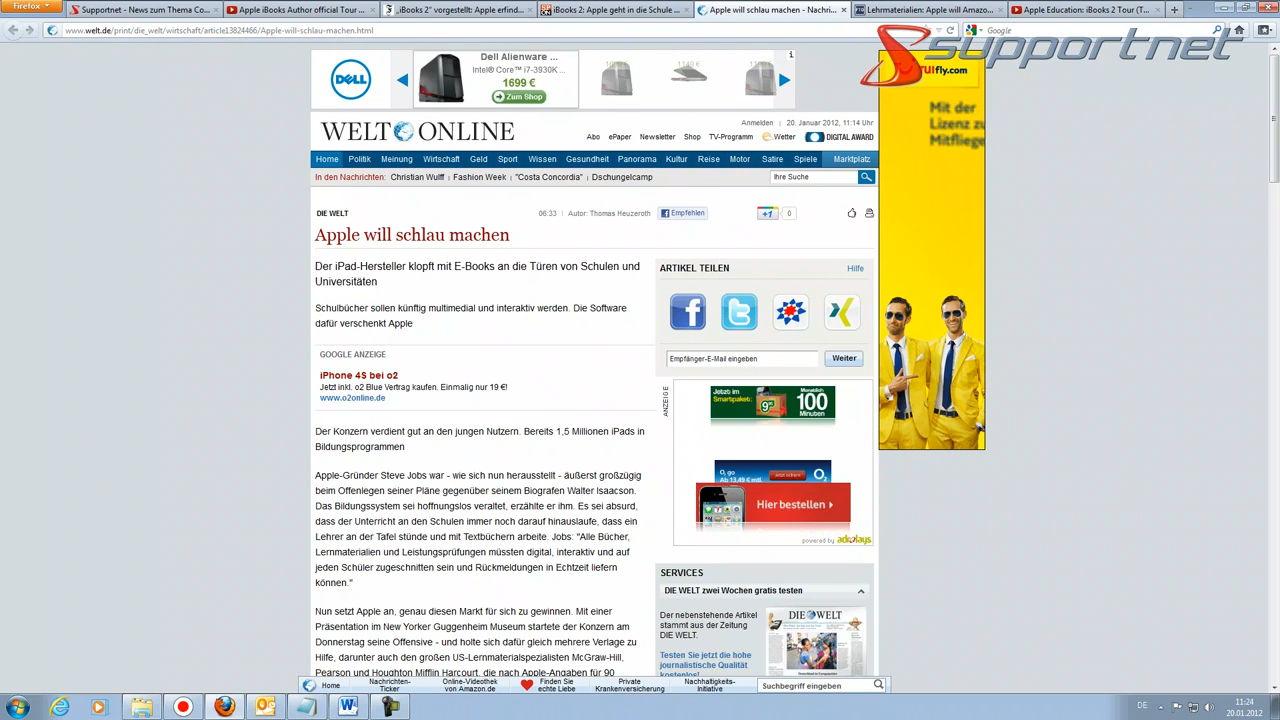 Firefox
Supportnet - News zum Thema Co...
Apple iBooks Author official Tour ...
„iBooks 2" vorgestellt: Apple erfind...
iBooks 2: Apple geht in die Schule ...
Apple will schlau machen - Nachri...
Lehrmaterialien: Apple will Amazo...
Apple Education: iBooks 2 Tour (T...
www.welt.de/print/die_welt/wirtschaft/article13824466/Apple-will-schlau-machen.html
Google
supportnet
DELL
Dell Alienware ...
Intel® Core™ i7-3930K ...
1699 €
Zum Shop
TUIfly.com
Mit der
Lizenz zu
Mitfliege
WELT ONLINE
Anmelden | 20. Januar 2012, 11:14 Uhr
Abo ePaper Newsletter Shop TV-Programm Wetter DIGITAL AWARD
Home Politik Meinung Wirtschaft Geld Sport Wissen Gesundheit Panorama Kultur Reise Motor Satire Spiele Marktplatz
In den Nachrichten: Christian Wulff | Fashion Week | "Costa Concordia" | Dschungelcamp
Ihre Suche
DIE WELT
06:33 | Autor: Thomas Heuzeroth
Empfehlen
+1 0
Apple will schlau machen
Der iPad-Hersteller klopft mit E-Books an die Türen von Schulen und
Universitäten
Schulbücher sollen künftig multimedial und interaktiv werden. Die Software
dafür verschenkt Apple
GOOGLE ANZEIGE
iPhone 4S bei o2
Jetzt inkl. o2 Blue Vertrag kaufen. Einmalig nur 19 €!
www.o2online.de
Der Konzern verdient gut an den jungen Nutzern. Bereits 1,5 Millionen iPads in
Bildungsprogrammen
Apple-Gründer Steve Jobs war - wie sich nun herausstellt - äußerst großzügig
beim Offenlegen seiner Pläne gegenüber seinem Biografen Walter Isaacson.
Das Bildungssystem sei hoffnungslos veraltet, erzählte er ihm. Es sei absurd,
dass der Unterricht an den Schulen immer noch darauf hinauslaufe, dass ein
Lehrer an der Tafel stünde und mit Textbüchern arbeite. Jobs: "Alle Bücher,
Lernmaterialien und Leistungsprüfungen müssten digital, interaktiv und auf
jeden Schüler zugeschnitten sein und Rückmeldungen in Echtzeit liefern
können."
Nun setzt Apple an, genau diesen Markt für sich zu gewinnen. Mit einer
Präsentation im New Yorker Guggenheim Museum startete der Konzern am
Donnerstag seine Offensive - und holte sich dafür gleich mehrere Verlage zu
Hilfe, darunter auch den großen US-Lernmaterialspezialisten McGraw-Hill,
Pearson und Houghton Mifflin Harcourt, die nach Apple-Angaben für 90
ARTIKEL TEILEN
Hilfe
Empfänger-E-Mail eingeben
Weiter
ANZEIGE
Jetzt im
Smartpaket:
Monatlich
100
Minuten
O₂ go
Ab 13,49 € mtl.
O₂
Hier bestellen
powered by adplays
SERVICES
DIE WELT zwei Wochen gratis testen
Der nebenstehende Artikel
stammt aus der Zeitung
DIE WELT.
Testen Sie jetzt die hohe
journalistische Qualität
kostenlos!
DIE WELT
Home
Nachrichten-
Ticker
Online-Videothek
von Amazon.de
Finden Sie
echte Liebe
Private
Krankenversicherung
Nachhaltigkeits-
Initiative
Suchbegriff eingeben
DE
11:24
20.01.2012